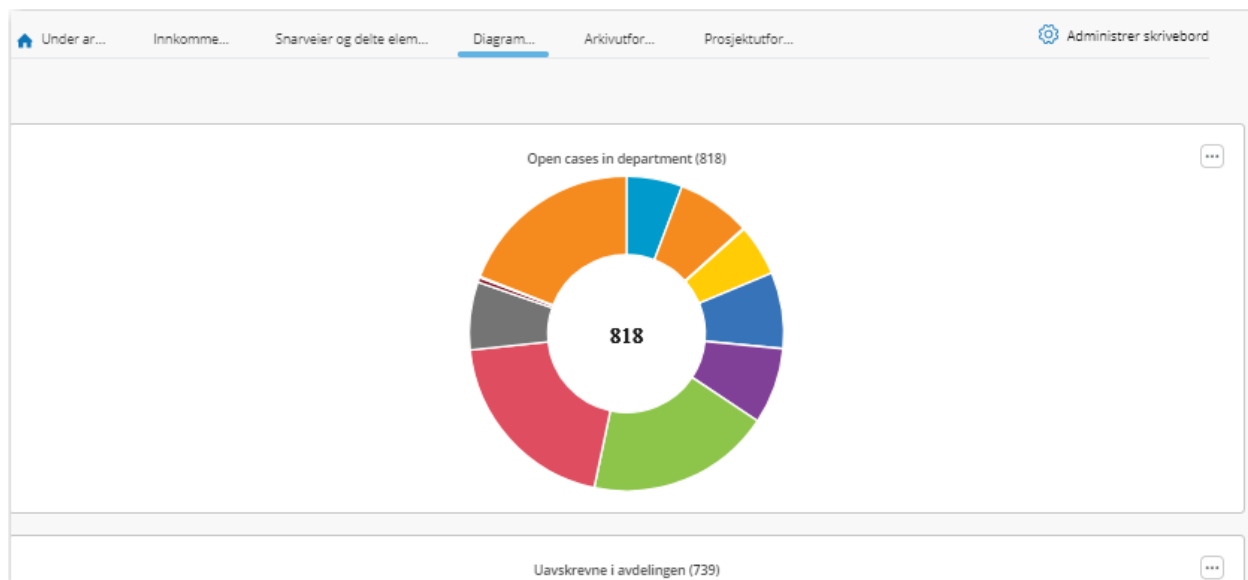 Under ar... Innkomme... Snarveier og delte elem... Diagram... Arkivutfor... Prosjektutfor... Administrer skrivebord
Open cases in department (818)
818
Uavskrevne i avdelingen (739)